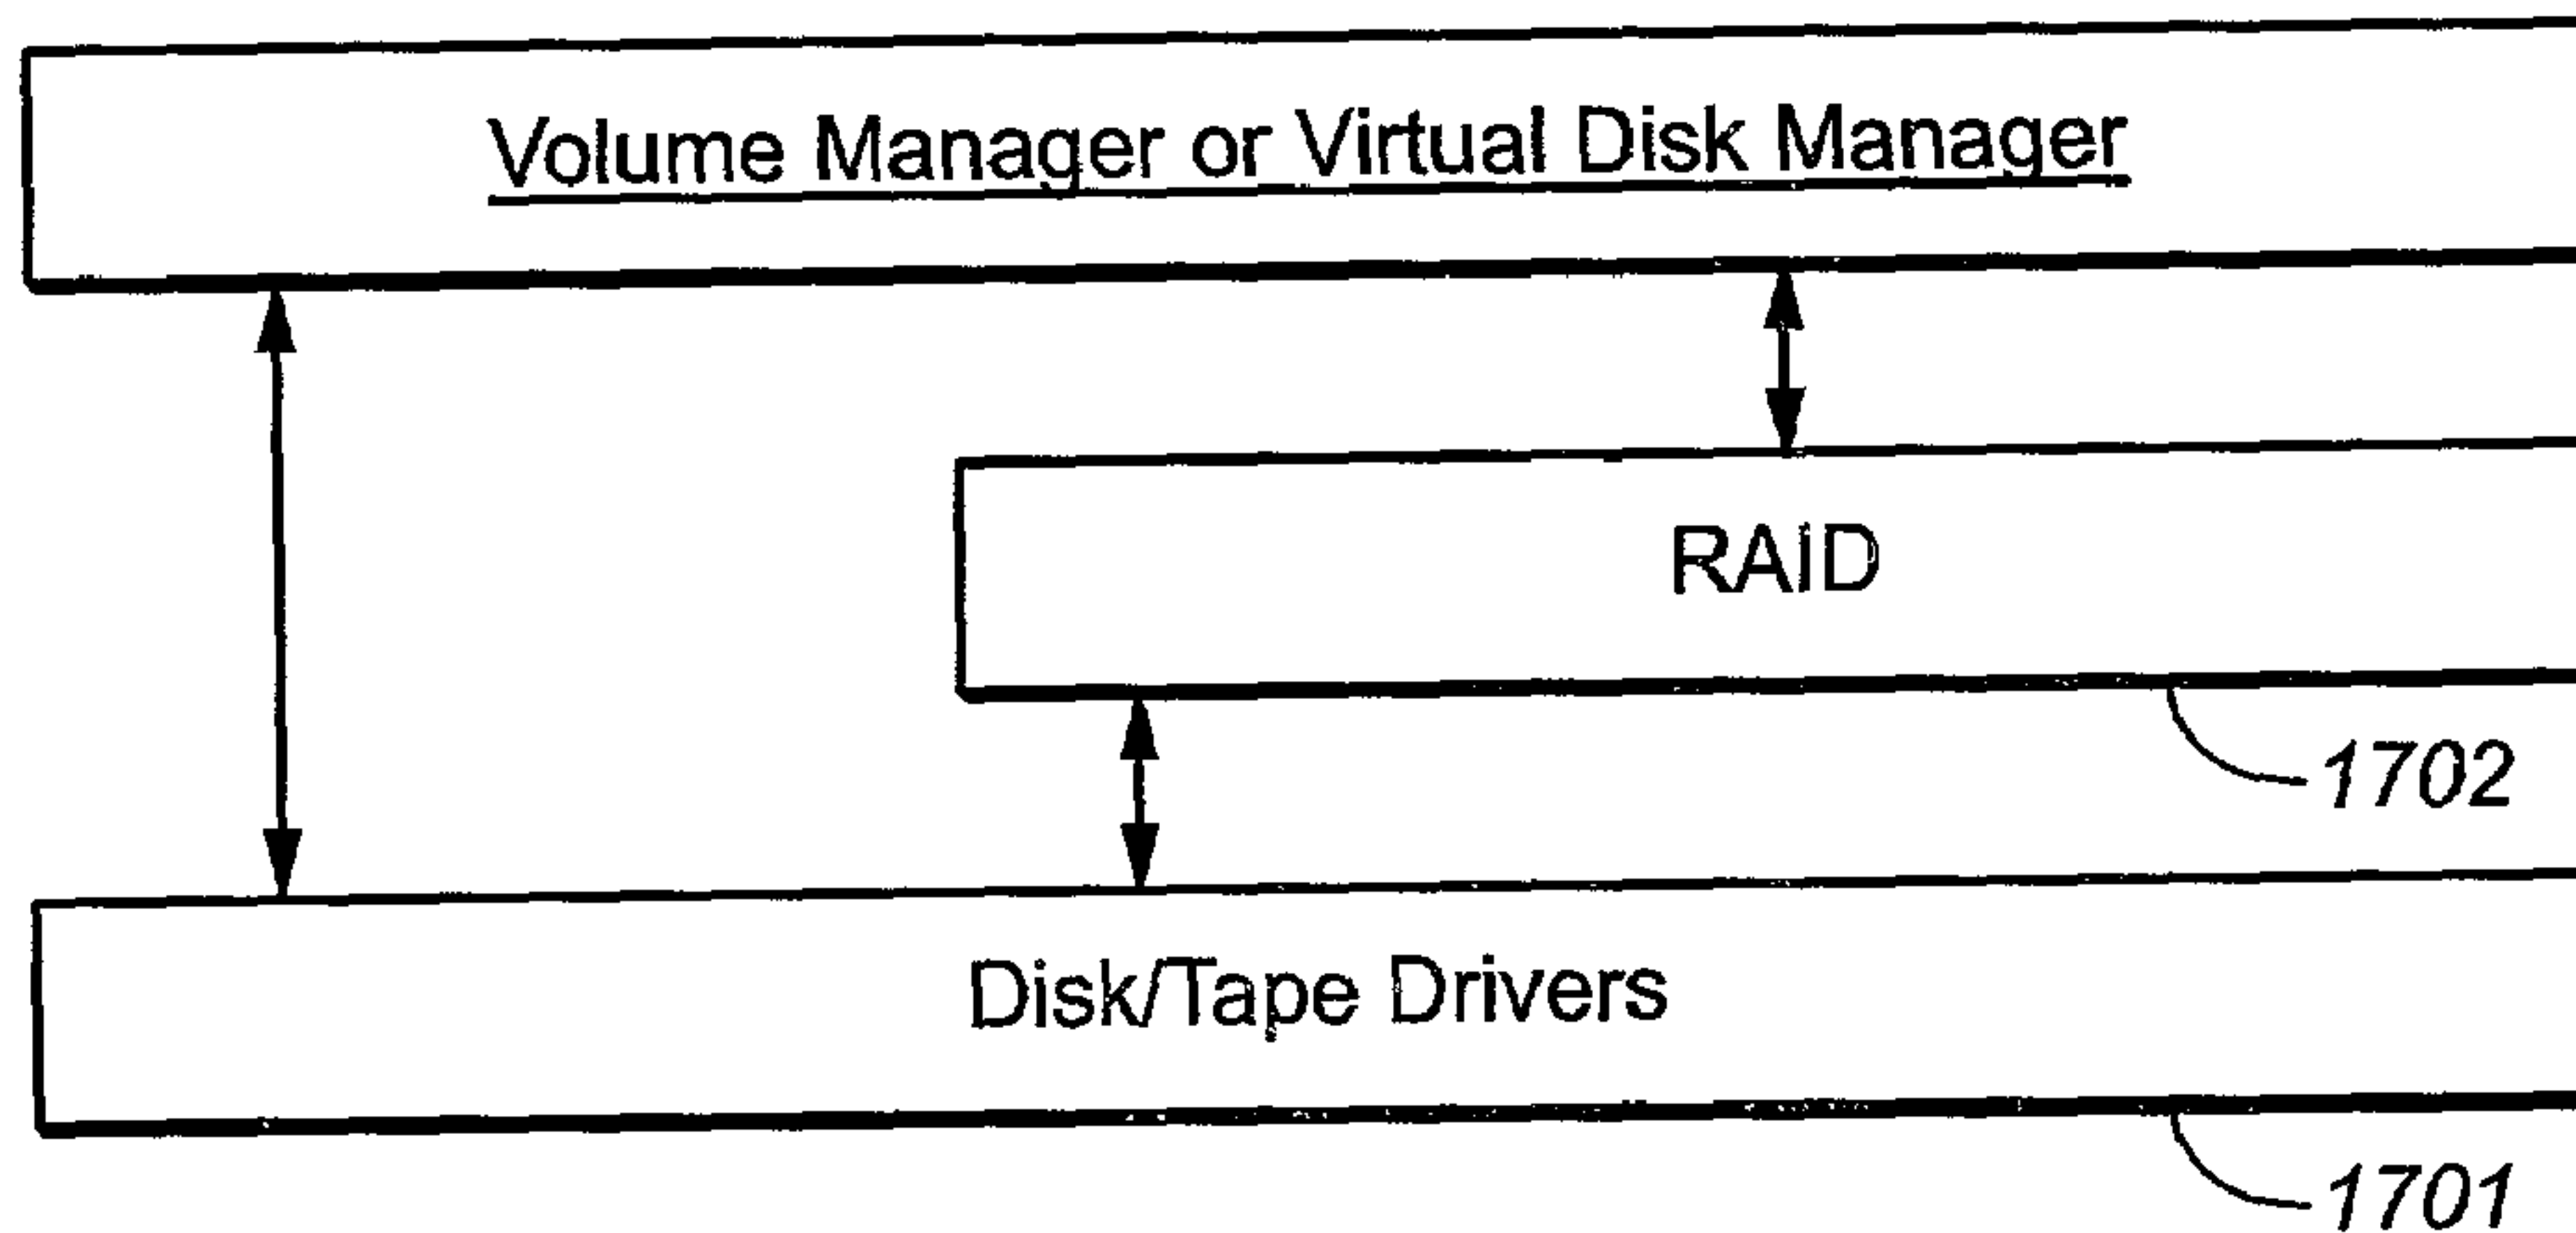 Volume Manager or Virtual Disk Manager
RAID
1702
Disk/Tape Drivers
1701